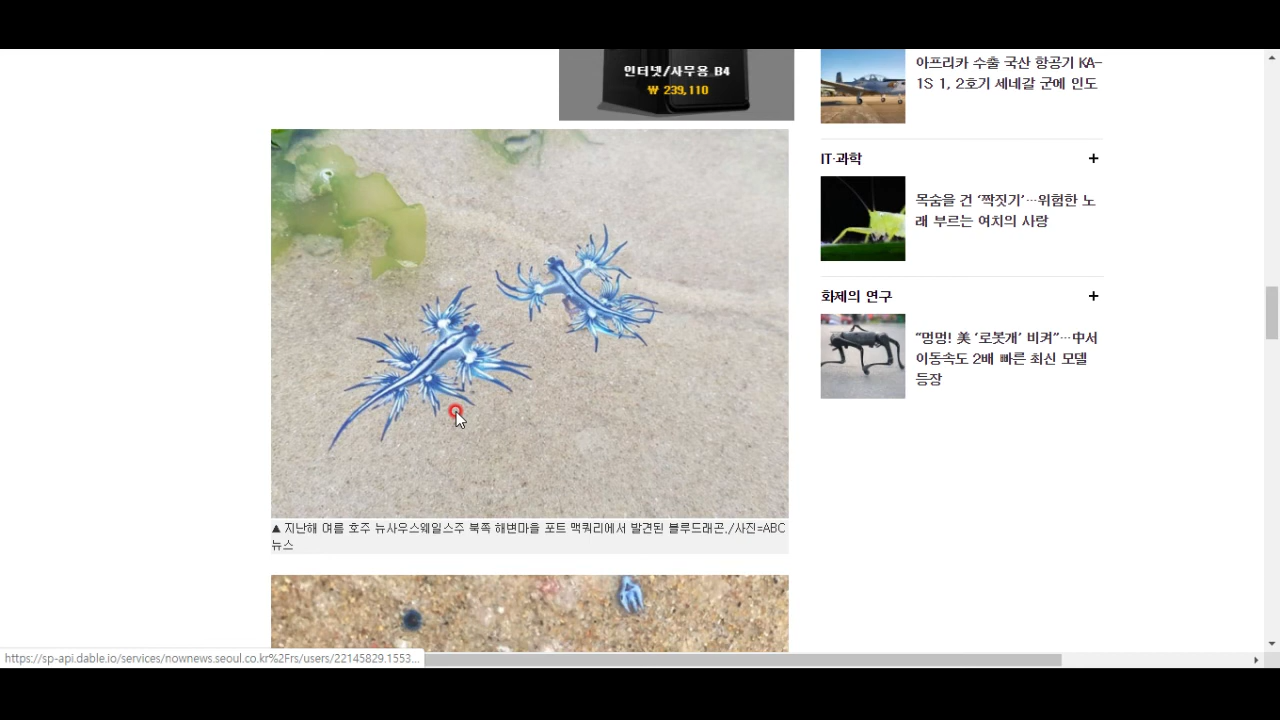 인터넷/사무용 B4
₩ 239,110
아프리카 수출 국산 항공기 KA-
1S 1, 2호기 세네갈 군에 인도
IT·과학
+
목숨을 건 ‘짝짓기’…위험한 노
래 부르는 여치의 사랑
화제의 연구
+
“멍멍! 美 ‘로봇개’ 비켜”…中서
이동속도 2배 빠른 최신 모델
등장
▲ 지난해 여름 호주 뉴사우스웨일스주 북쪽 해변마을 포트 맥쿼리에서 발견된 블루드래곤./사진=ABC
뉴스
https://sp-api.dable.io/services/nownews.seoul.co.kr%2Frs/users/22145829.1553...